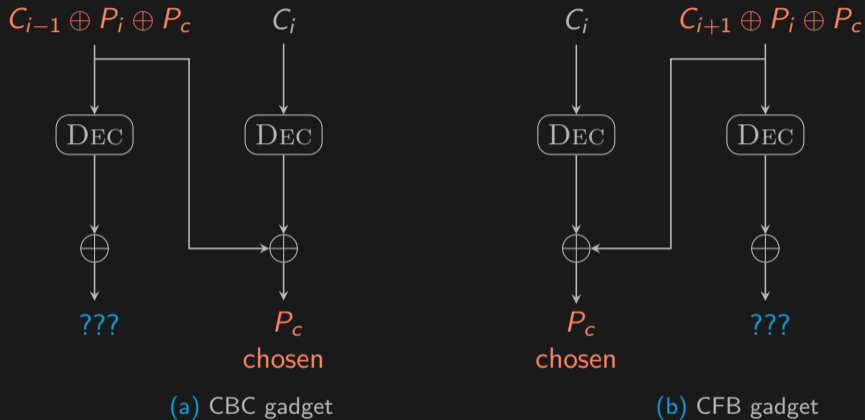 C_{i−1} ⊕ P_i ⊕ P_c
C_i
DEC
DEC
???
P_c
chosen
(a) CBC gadget
C_i
C_{i+1} ⊕ P_i ⊕ P_c
DEC
DEC
P_c
chosen
???
(b) CFB gadget